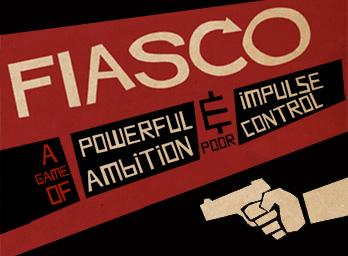 FIASCO
A GAME OF
POWERFUL AMBITION
& POOR
IMPULSE CONTROL